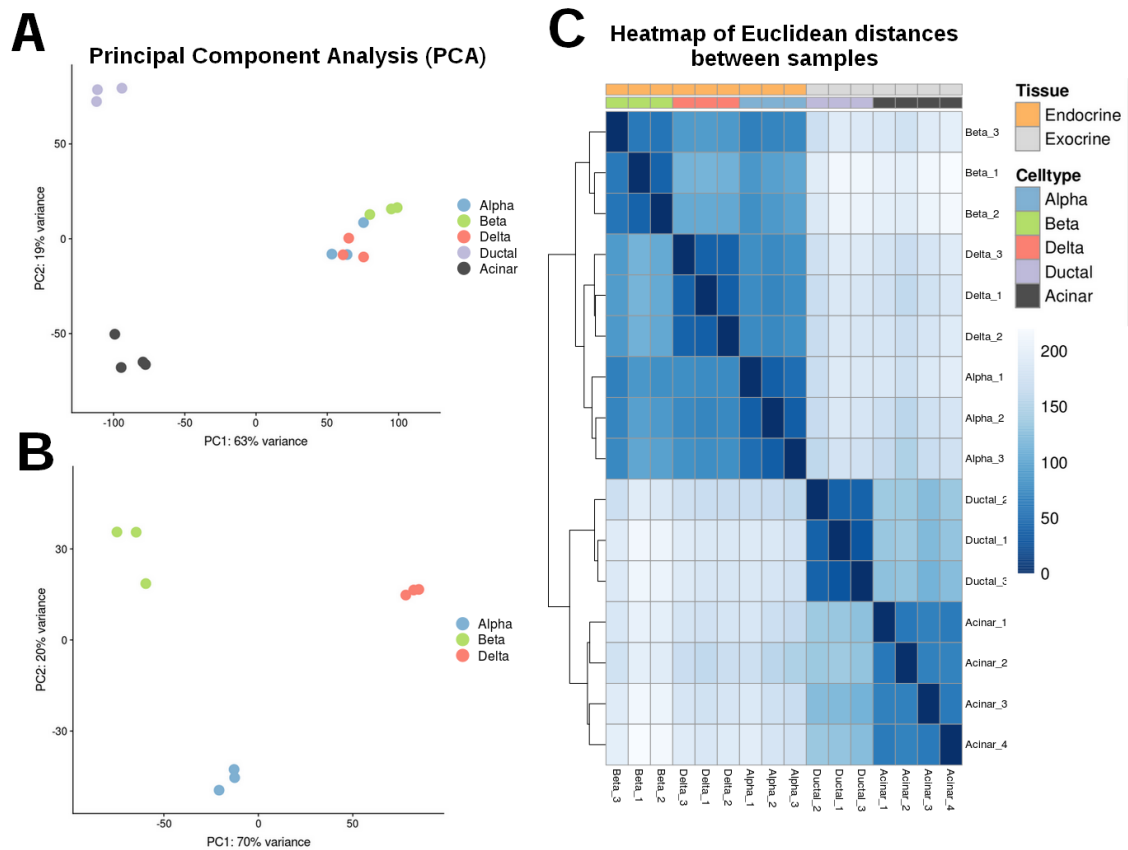 A
Principal Component Analysis (PCA)
50
0
-50
PC2: 19% variance
-100
-50
0
50
100
PC1: 63% variance
Alpha
Beta
Delta
Ductal
Acinar
B
30
0
-30
PC2: 20% variance
-50
0
50
PC1: 70% variance
Alpha
Beta
Delta
C
Heatmap of Euclidean distances
between samples
Beta_3
Beta_1
Beta_2
Delta_3
Delta_1
Delta_2
Alpha_1
Alpha_2
Alpha_3
Ductal_2
Ductal_1
Ductal_3
Acinar_1
Acinar_2
Acinar_3
Acinar_4
Beta_3
Beta_1
Beta_2
Delta_3
Delta_1
Delta_2
Alpha_1
Alpha_2
Alpha_3
Ductal_2
Ductal_1
Ductal_3
Acinar_1
Acinar_2
Acinar_3
Acinar_4
Tissue
Endocrine
Exocrine
Celltype
Alpha
Beta
Delta
Ductal
Acinar
200
150
100
50
0